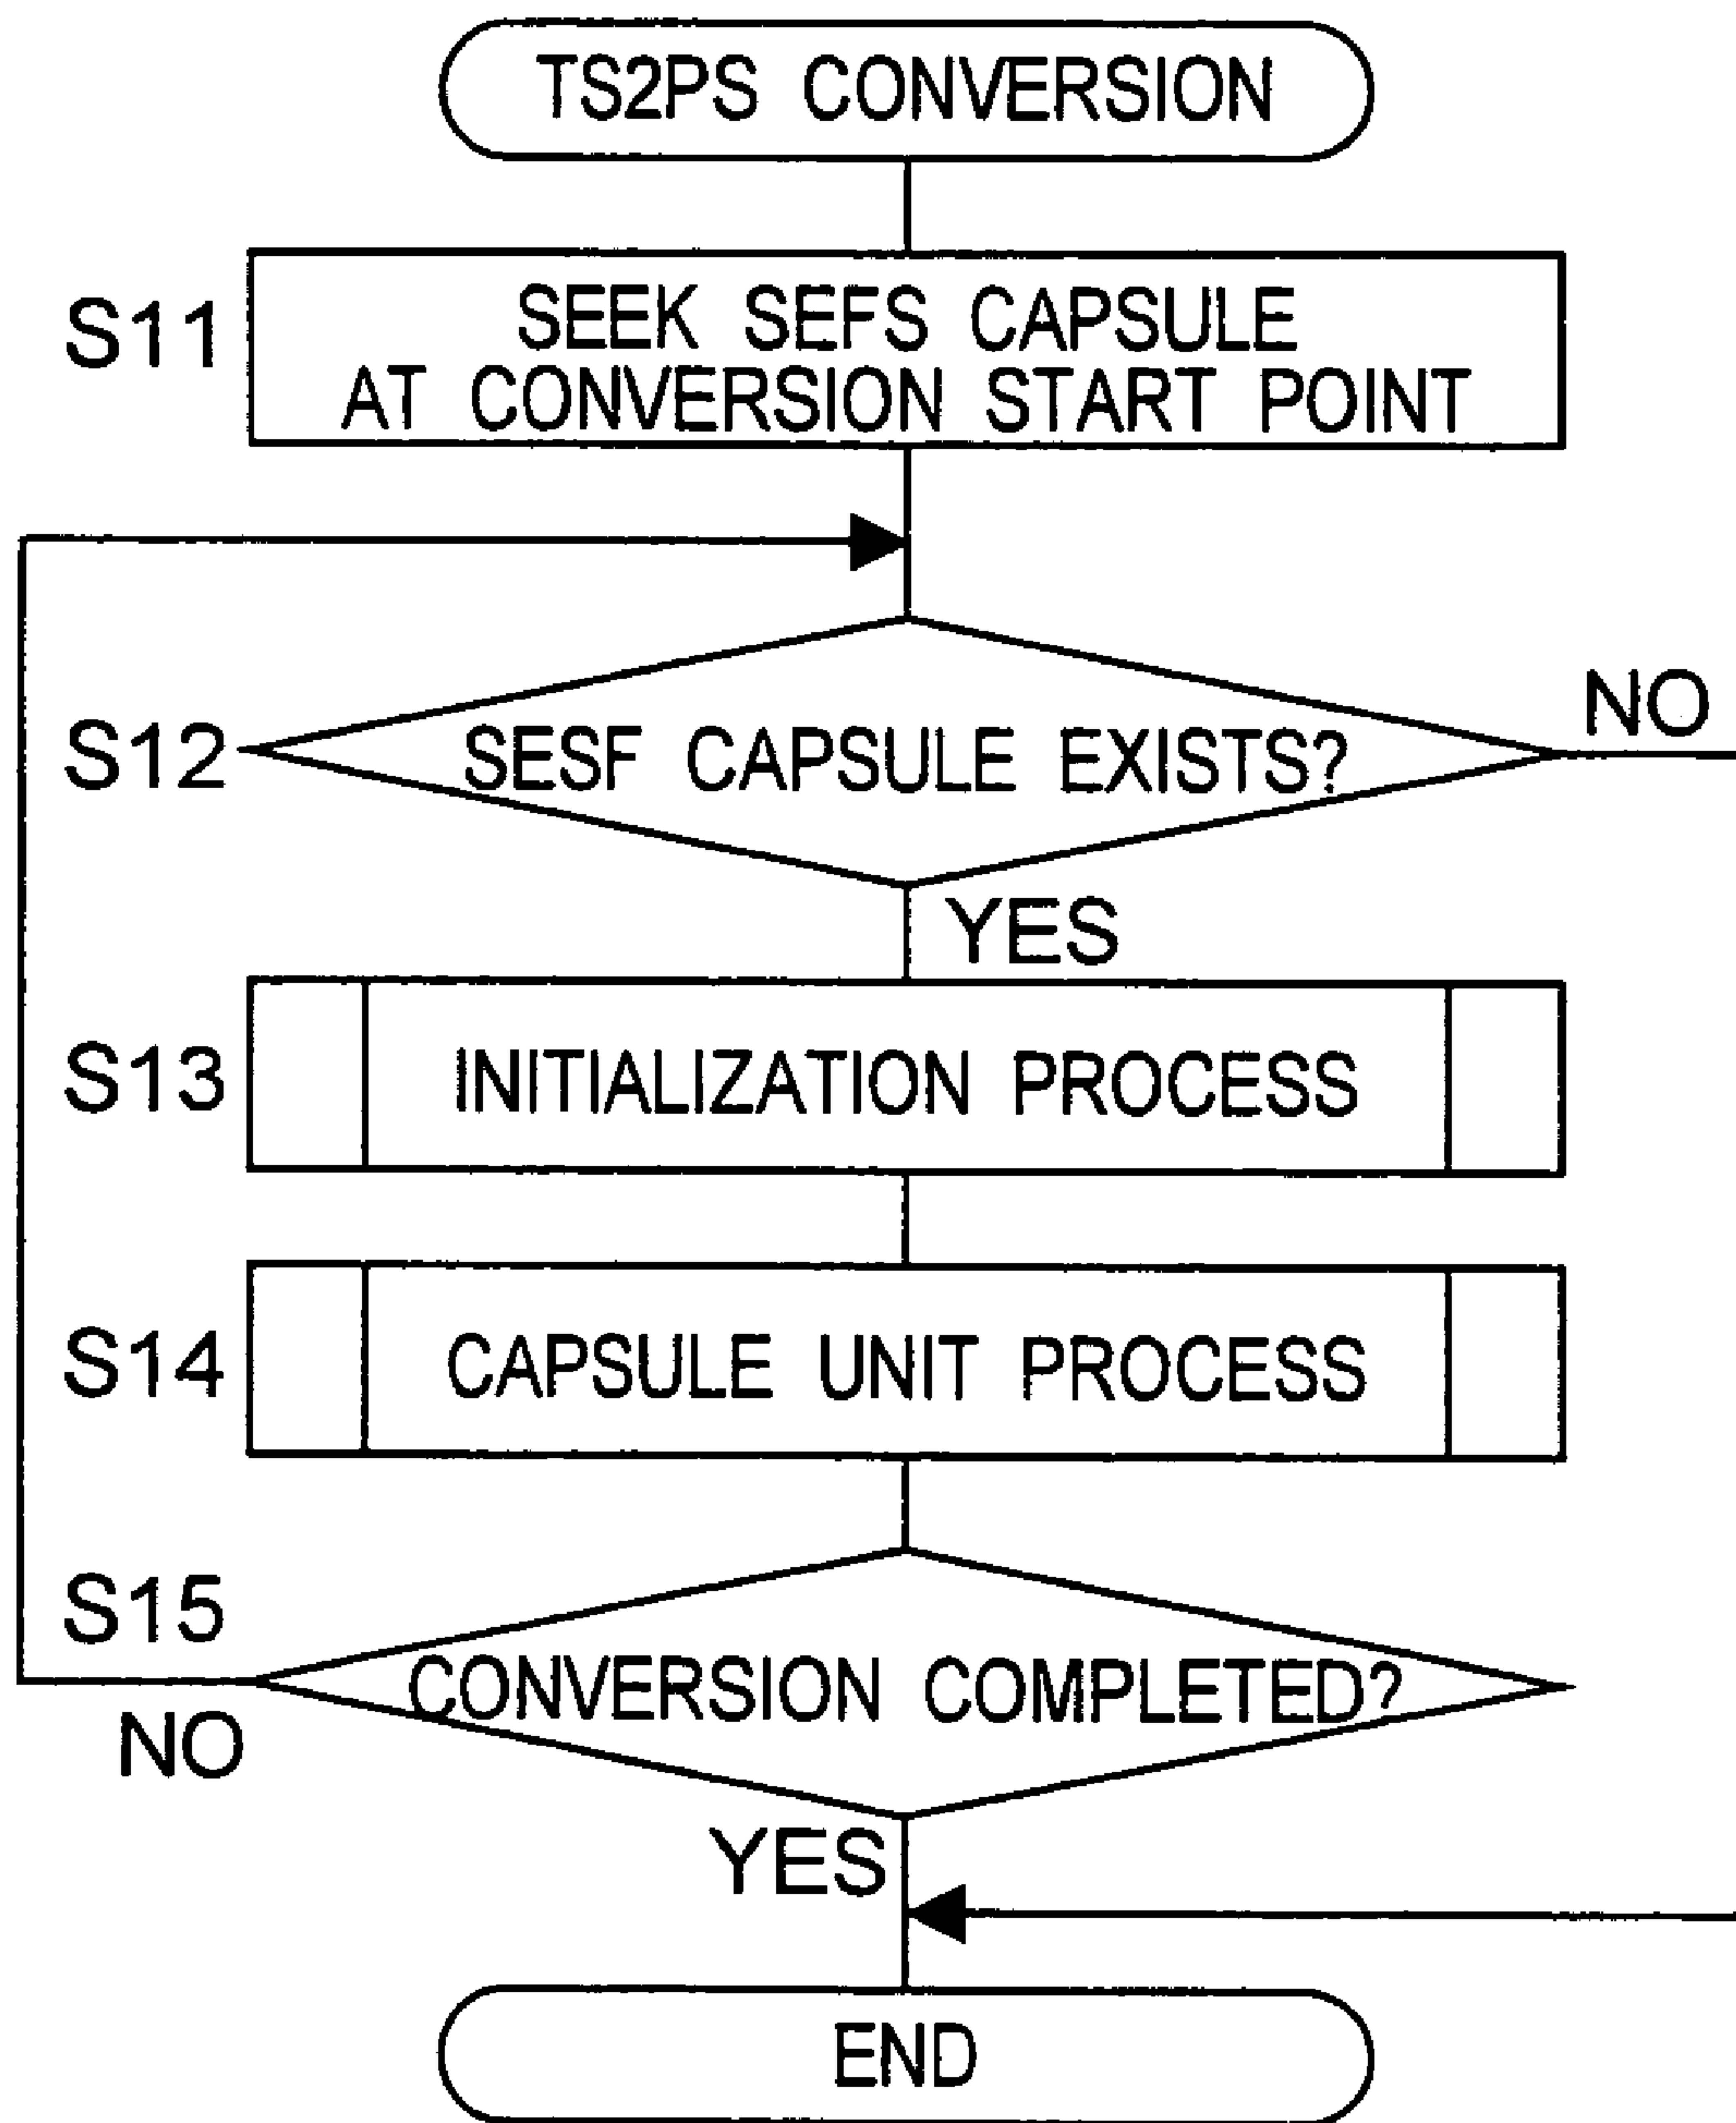 TS2PS CONVERSION
S11
SEEK SEFS CAPSULE
AT CONVERSION START POINT
S12
SESF CAPSULE EXISTS?
NO
YES
S13
INITIALIZATION PROCESS
S14
CAPSULE UNIT PROCESS
S15
CONVERSION COMPLETED?
NO
YES
END